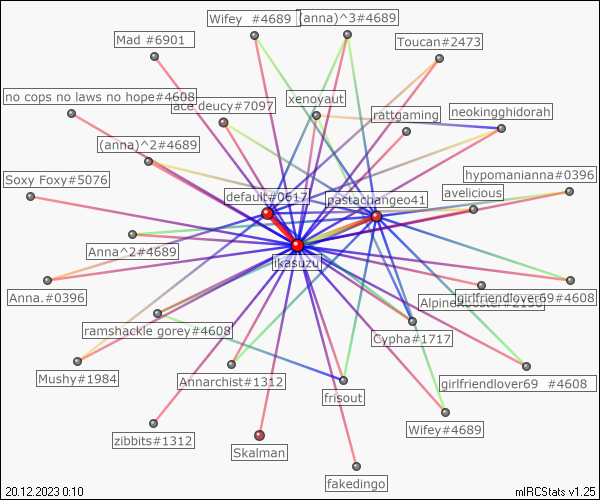 Wifey  #4689
(anna)^3#4689
Mad #6901
Toucan#2473
no cops no laws no hope#4608
ace deucy#7097
xenoyaut
rattgaming
neokingghidorah
(anna)^2#4689
Soxy Foxy#5076
hypomanianna#0396
default#0617
pastachangeo41
avelicious
Anna^2#4689
ikasuzu
Anna.#0396
girlfriendlover69#4608
ramshackle gorey#4608
Cypha#1717
Mushy#1984
Annarchist#1312
girlfriendlover69  #4608
frisout
Wifey#4689
zibbits#1312
Skalman
fakedingo
20.12.2023 0:10
mIRCStats v1.25